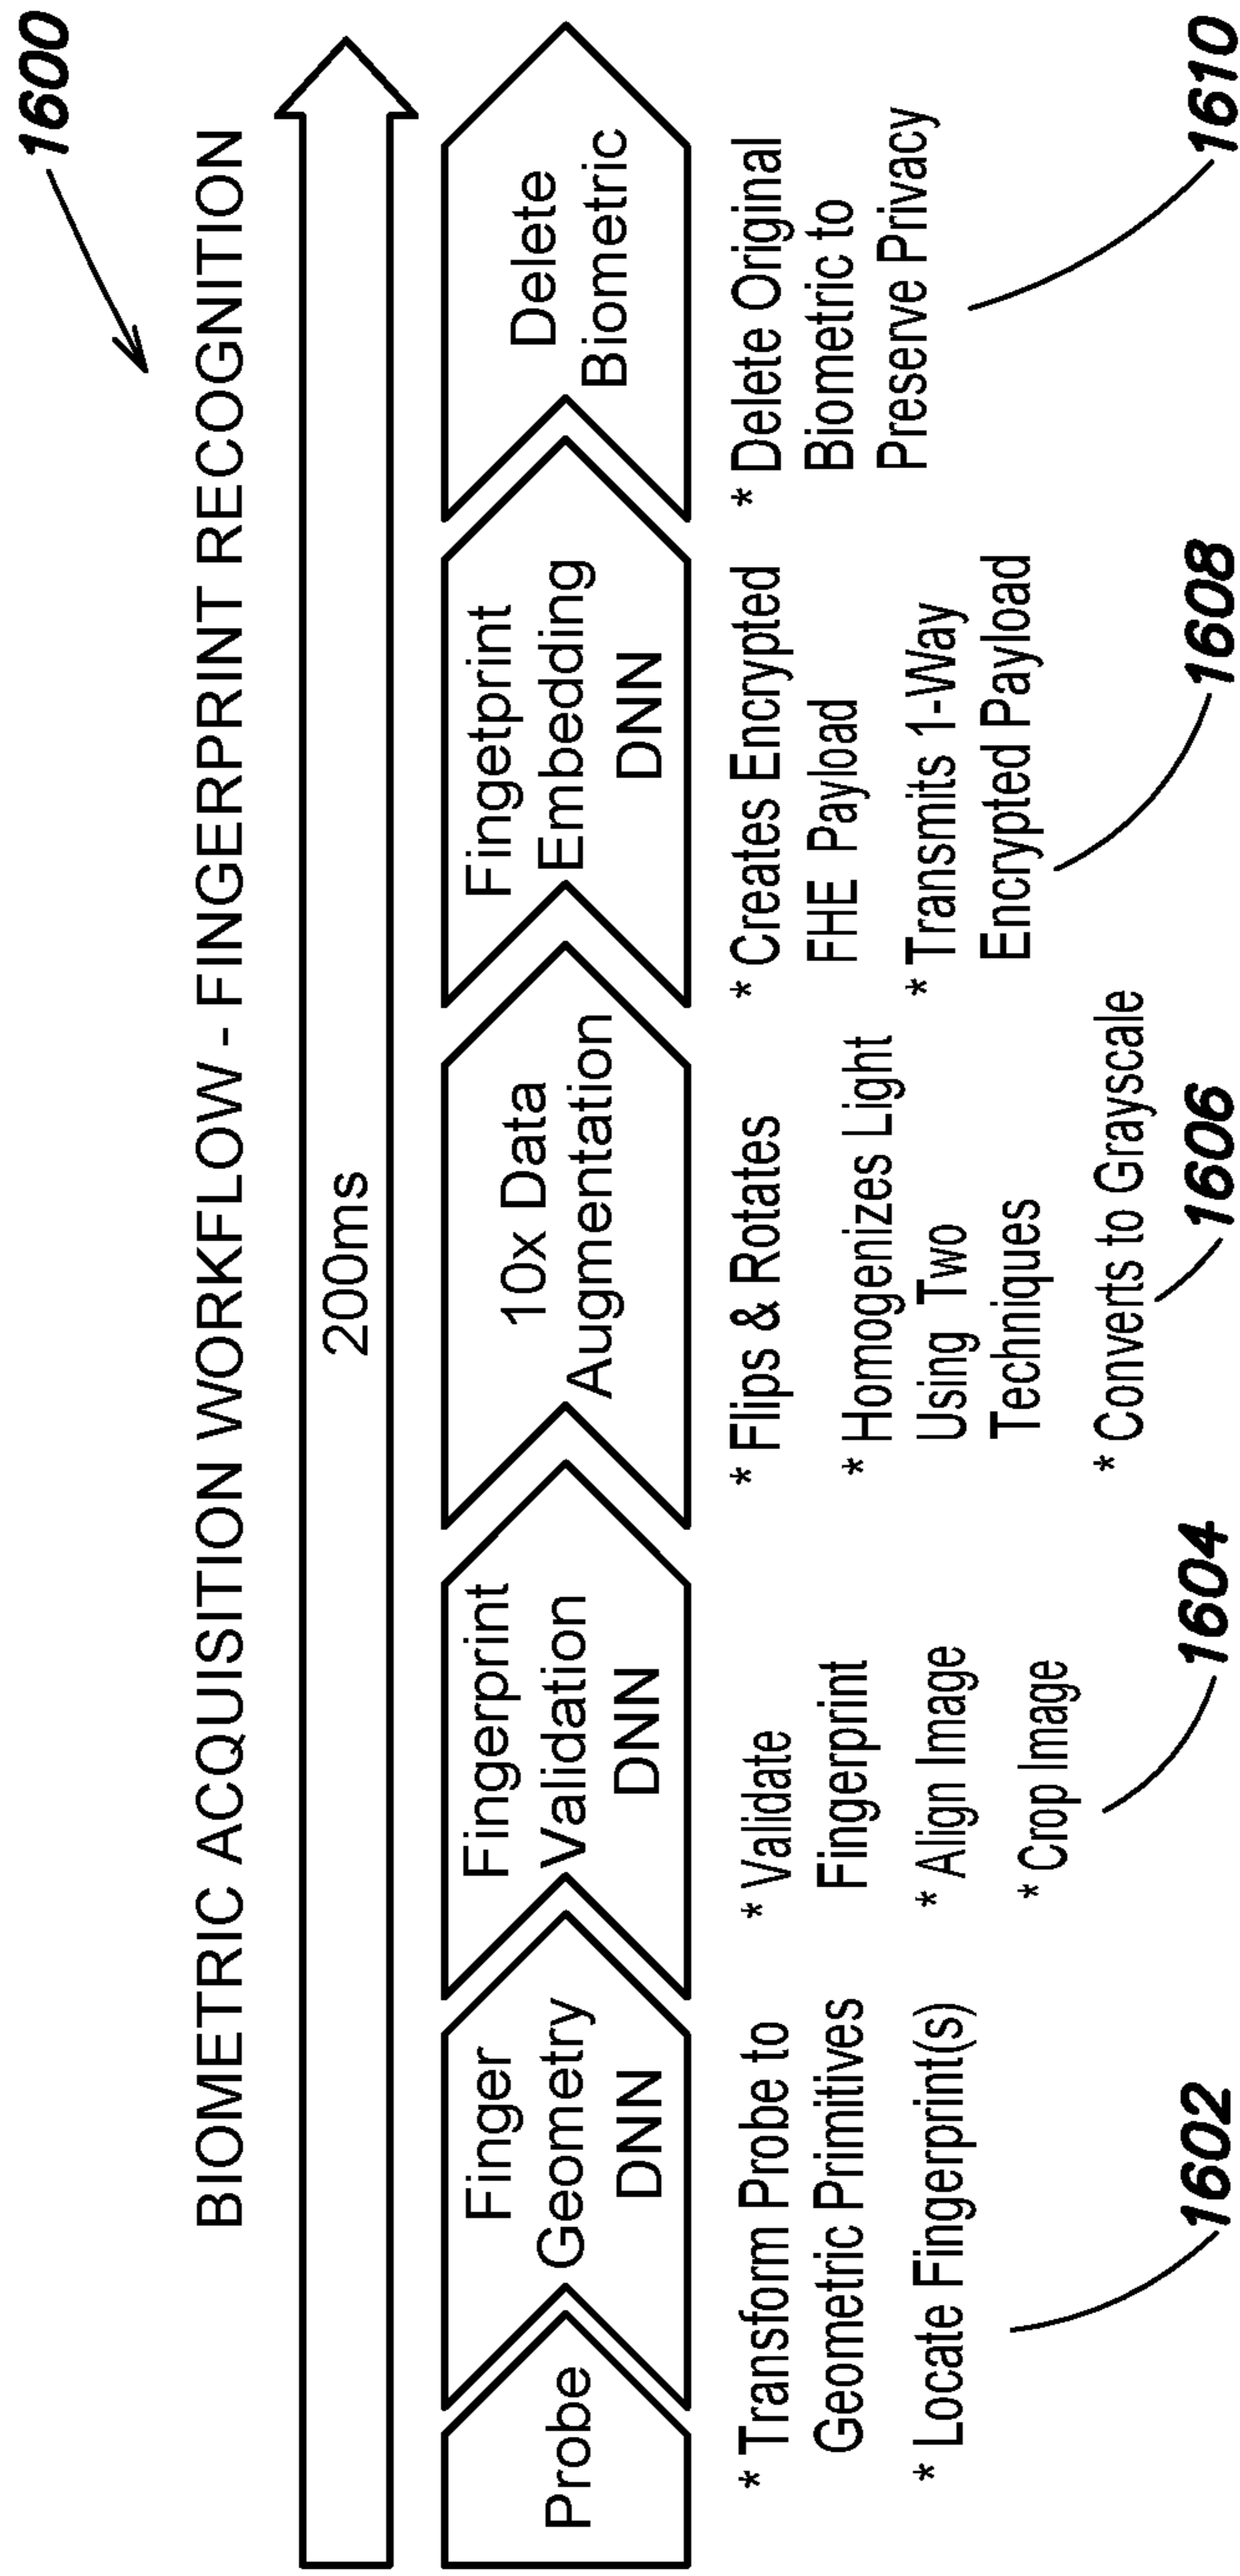 1600
BIOMETRIC ACQUISITION WORKFLOW - FINGERPRINT RECOGNITION
200ms
Probe
Finger
Geometry
DNN
Fingerprint
Validation
DNN
10x Data
Augmentation
Fingetprint
Embedding
DNN
Delete
Biometric
* Transform Probe to
Geometric Primitives
* Locate Fingerprint(s)
1602
* Validate
Fingerprint
* Align Image
* Crop Image
1604
* Flips & Rotates
* Homogenizes Light
Using Two
Techniques
* Converts to Grayscale
1606
* Creates Encrypted
FHE Payload
* Transmits 1-Way
Encrypted Payload
1608
* Delete Original
Biometric to
Preserve Privacy
1610